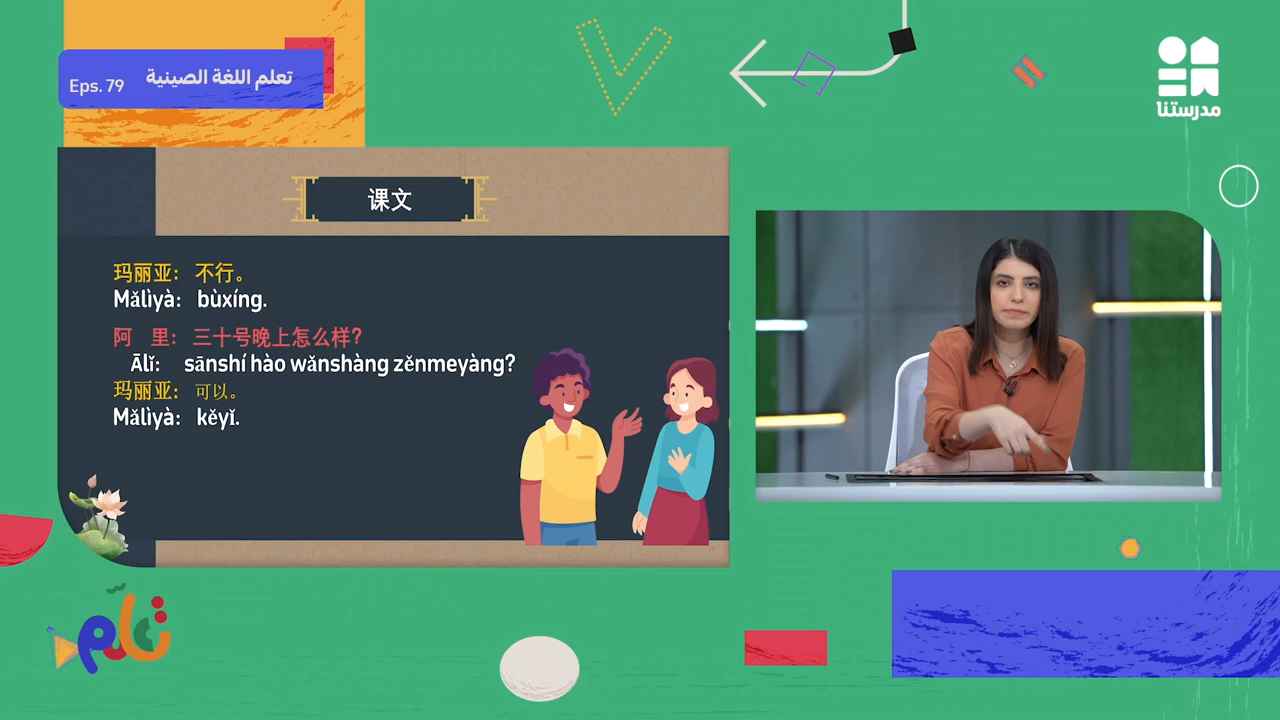 تعلم اللغة الصينية
Eps. 79
مدرستنا
课文
玛丽亚: 不行。
Mǎlìyà: bùxíng.
阿 里: 三十号晚上怎么样?
Ālǐ: sānshí hào wǎnshàng zěnmeyàng?
玛丽亚: 可以。
Mǎlìyà: kěyǐ.